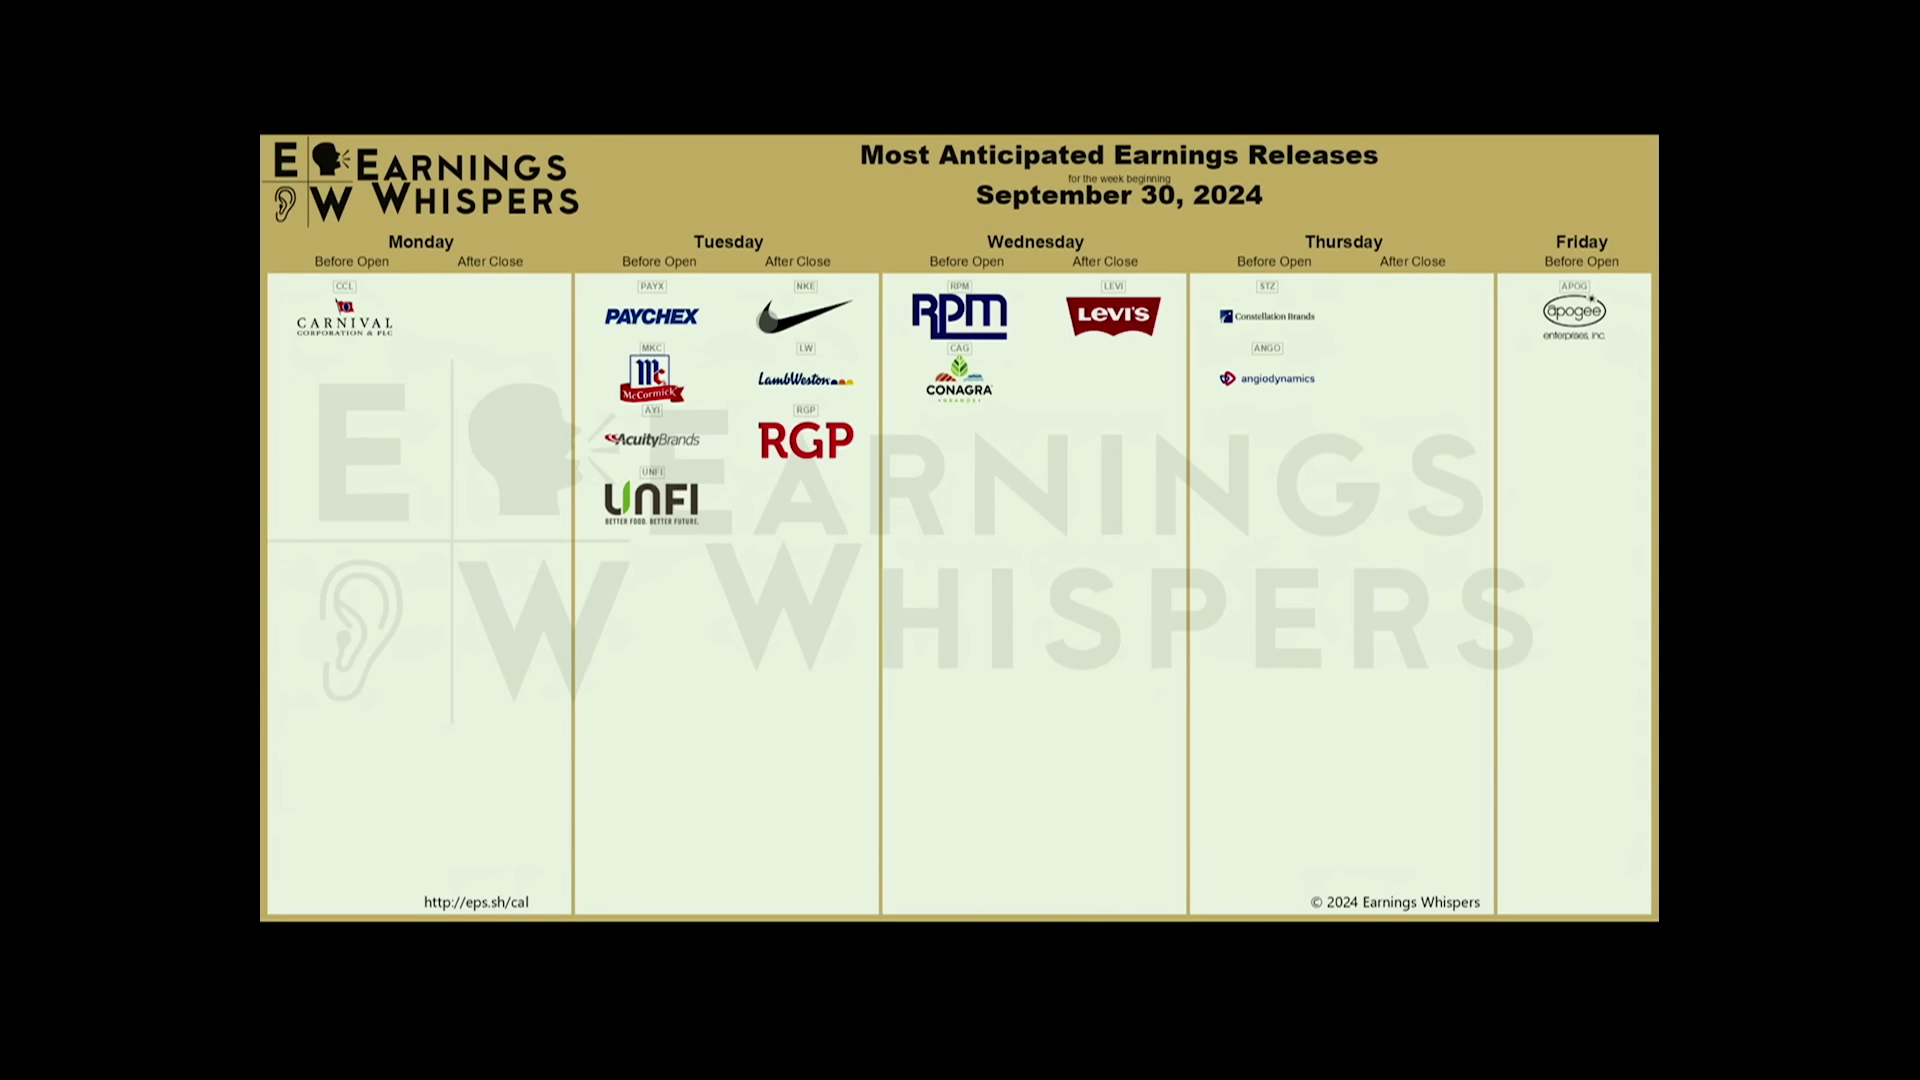 E
W
EARNINGS
WHISPERS
Most Anticipated Earnings Releases
for the week beginning
September 30, 2024
Monday
Before Open After Close
Tuesday
Before Open After Close
Wednesday
Before Open After Close
Thursday
Before Open After Close
Friday
Before Open
CCL
CARNIVAL
CORPORATION & PLC
PAYX
PAYCHEX
MKC
Mc
McCormick
AYI
AcuityBrands
UNFI
UNFI
BETTER FOOD. BETTER FUTURE.
NKE
LW
LambWeston
RGP
RGP
RPM
RPM
CAG
CONAGRA
BRANDS
LEVI
LEVI'S
STZ
Constellation Brands
ANGO
angiodynamics
APOG
apogee
enterprises, inc.
E
W
EARNINGS
WHISPERS
http://eps.sh/cal
© 2024 Earnings Whispers